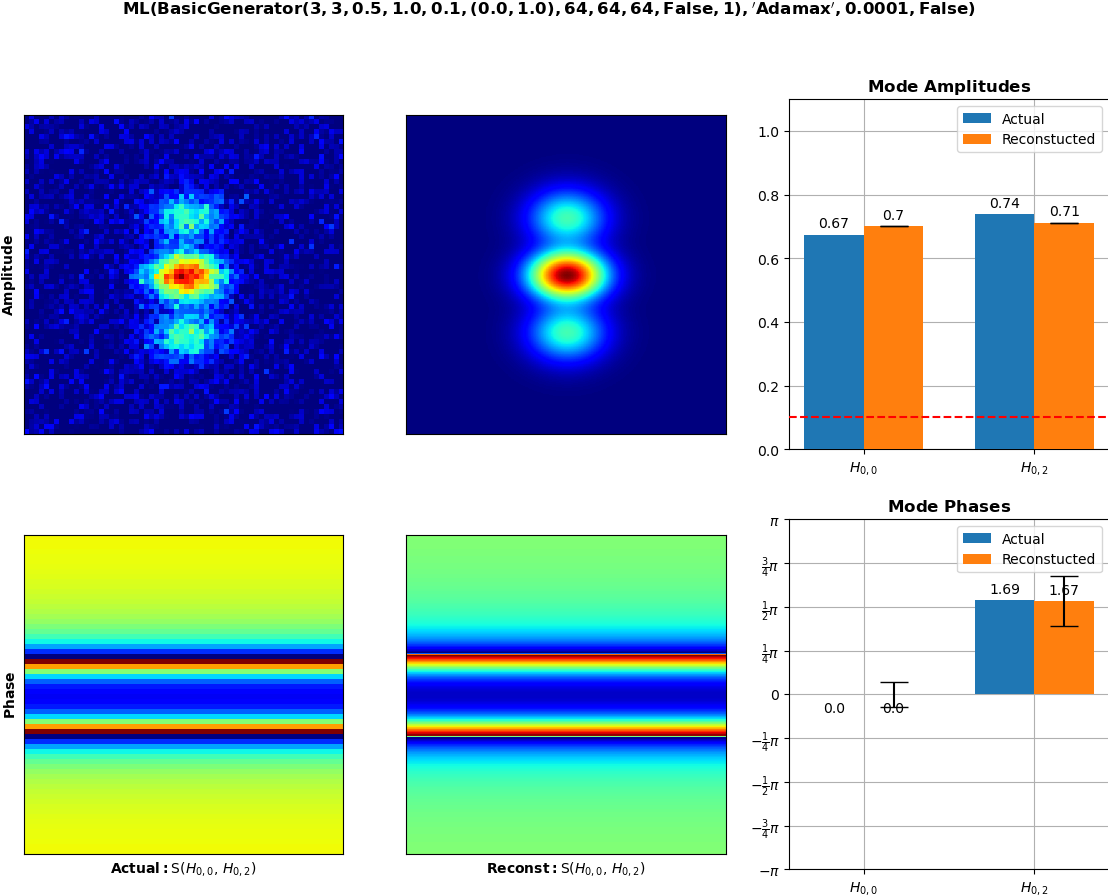 ML(BasicGenerator(3, 3, 0.5, 1.0, 0.1, (0.0, 1.0), 64, 64, 64, False, 1), ′Adamax′, 0.0001, False)
Amplitude
Mode Amplitudes
Actual
Reconstucted
1.0
0.8
0.6
0.4
0.2
0.0
0.67
0.7
0.74
0.71
H0,0
H0,2
Phase
Actual: S(H0,0, H0,2)
Reconst: S(H0,0, H0,2)
Mode Phases
Actual
Reconstucted
π
3/4π
1/2π
1/4π
0
−1/4π
−1/2π
−3/4π
−π
0.0
0.0
1.69
1.67
H0,0
H0,2